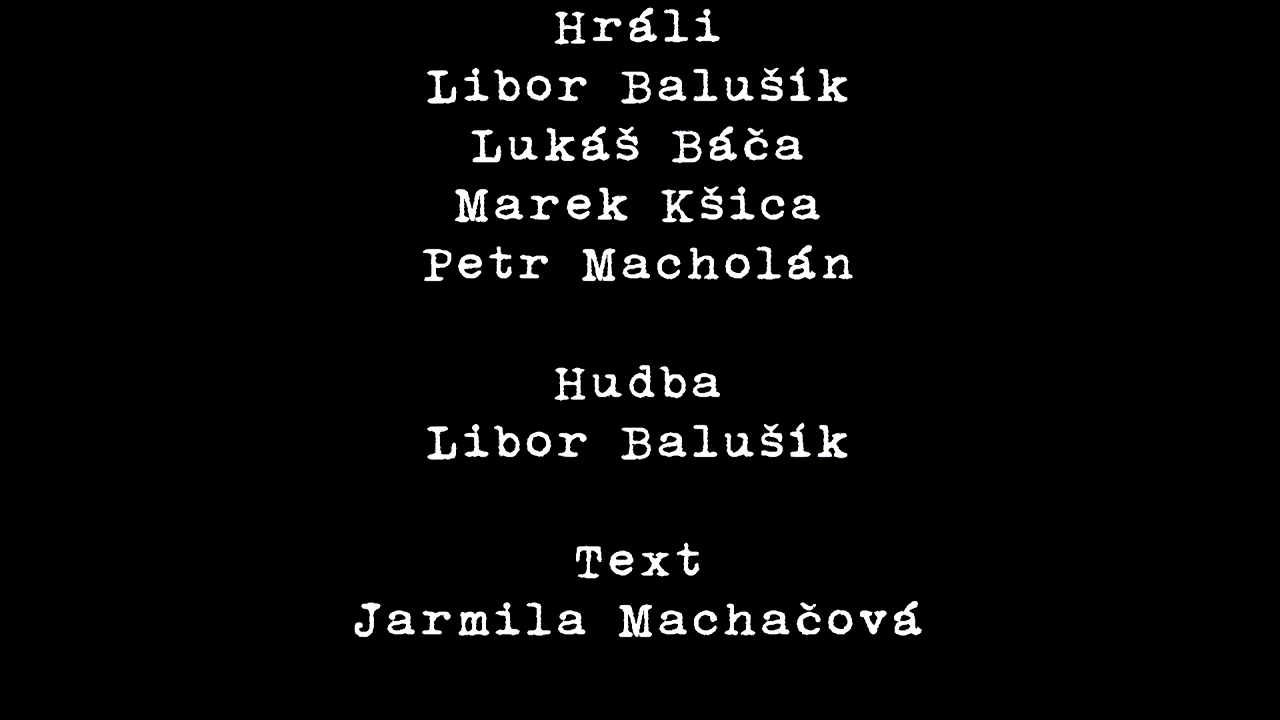 Hráli
Libor Balušík
Lukáš Báča
Marek Kšica
Petr Macholán
Hudba
Libor Balušík
Text
Jarmila Machačová